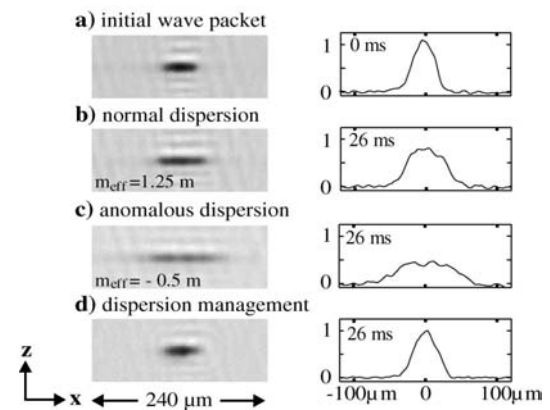 a) initial wave packet
1
0
0 ms
b) normal dispersion
m_eff=1.25 m
1
0
26 ms
c) anomalous dispersion
m_eff= - 0.5 m
1
0
26 ms
d) dispersion management
1
0
26 ms
z
x
240 µm
-100µm 0 100µm